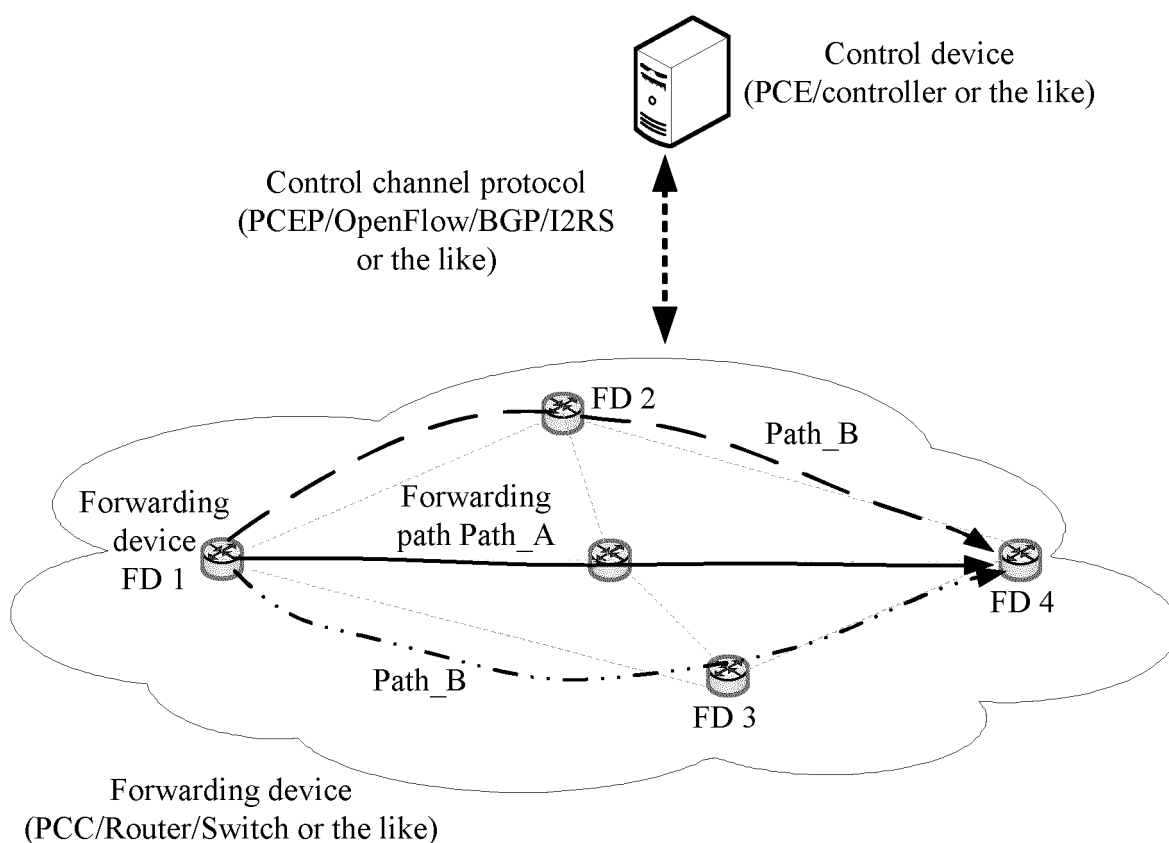 Control device
(PCE/controller or the like)
Control channel protocol
(PCEP/OpenFlow/BGP/I2RS
or the like)
FD 2
Path_B
Forwarding
device
FD 1
Forwarding
path Path_A
FD 4
Path_B
FD 3
Forwarding device
(PCC/Router/Switch or the like)